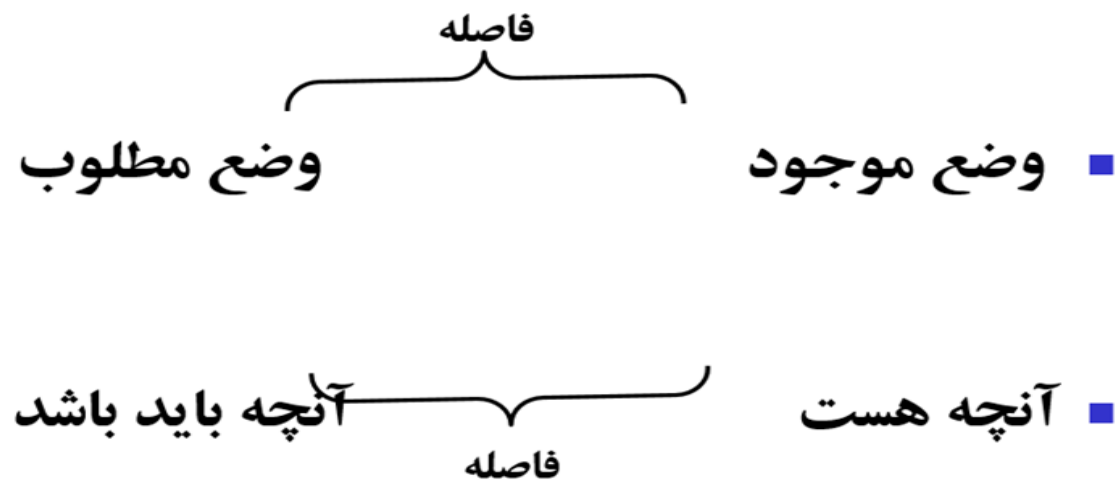 فاصله
وضع موجود وضع مطلوب
آنچه هست آنچه باید باشد
فاصله